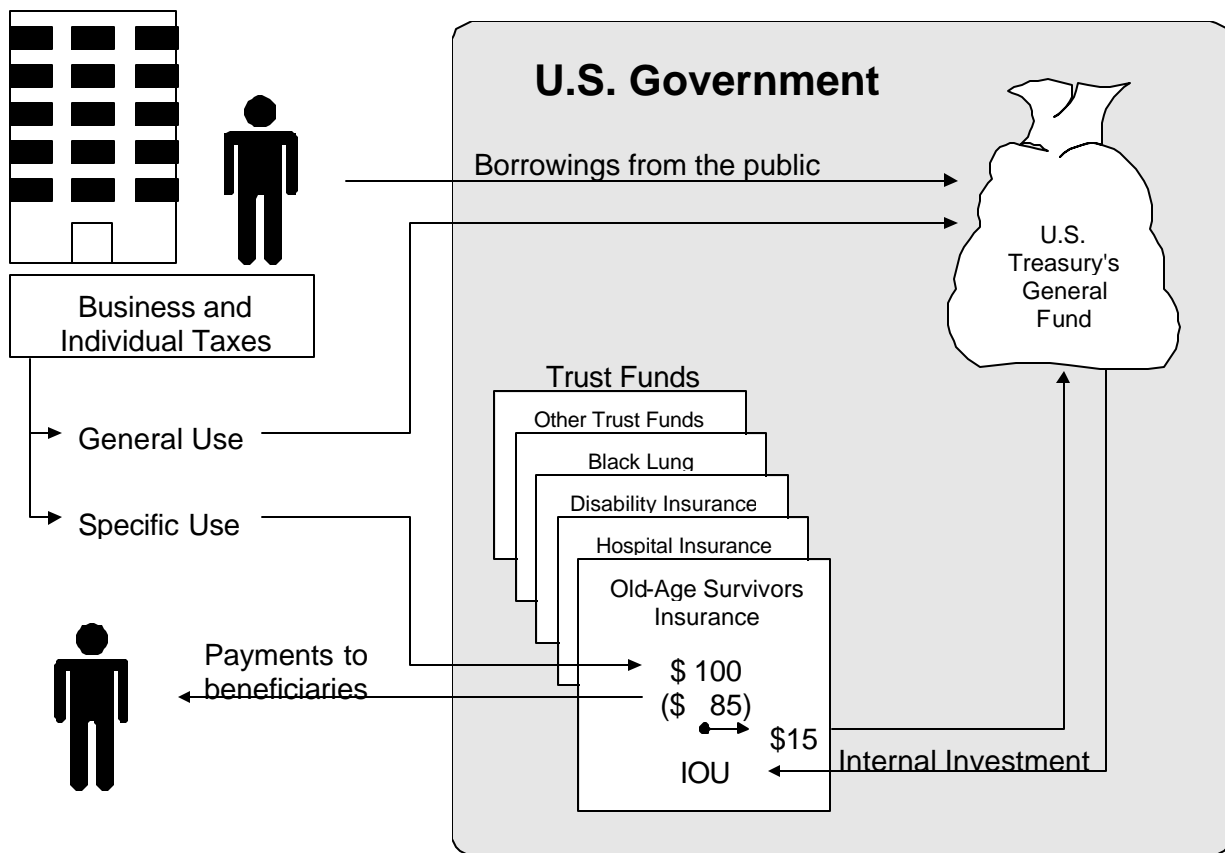 U.S. Government
Borrowings from the public
U.S.
Treasury's
General
Fund
Business and
Individual Taxes
General Use
Specific Use
Trust Funds
Other Trust Funds
Black Lung
Disability Insurance
Hospital Insurance
Old-Age Survivors
Insurance
Payments to
beneficiaries
$ 100
($ 85)
$15
IOU
Internal Investment